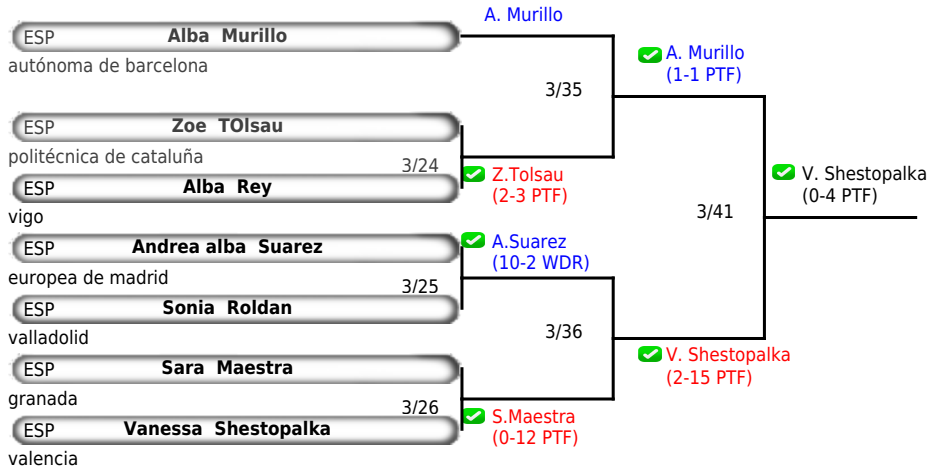 A. Murillo
ESP Alba Murillo
autónoma de barcelona
A. Murillo
(1-1 PTF)
3/35
ESP Zoe TOlsau
politécnica de cataluña
3/24
Z.Tolsau
(2-3 PTF)
ESP Alba Rey
vigo
V. Shestopalka
(0-4 PTF)
3/41
ESP Andrea alba Suarez
europea de madrid
A.Suarez
(10-2 WDR)
3/25
ESP Sonia Roldan
valladolid
3/36
V. Shestopalka
(2-15 PTF)
ESP Sara Maestra
granada
3/26
S.Maestra
(0-12 PTF)
ESP Vanessa Shestopalka
valencia